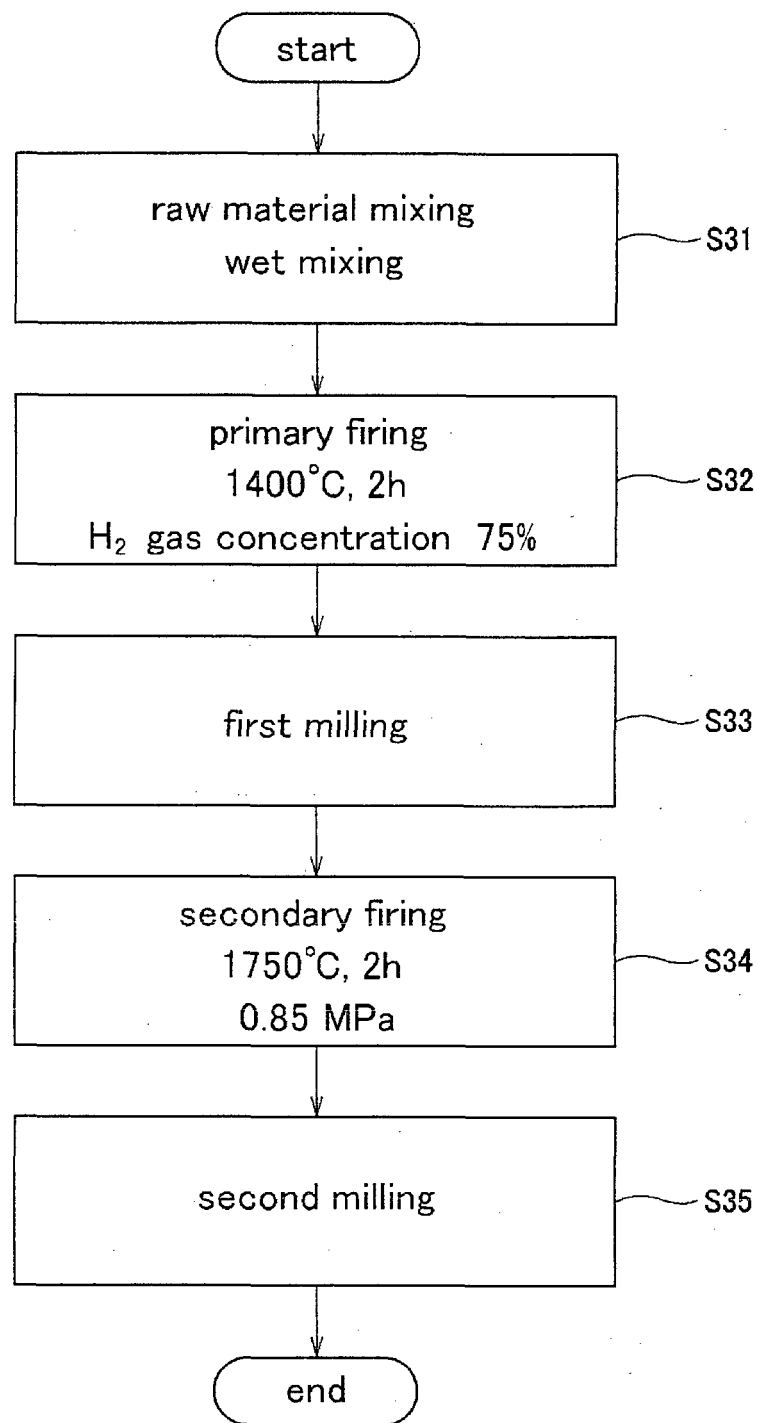 start
raw material mixing
wet mixing
S31
primary firing
1400°C, 2h
H₂ gas concentration 75%
S32
first milling
S33
secondary firing
1750°C, 2h
0.85 MPa
S34
second milling
S35
end